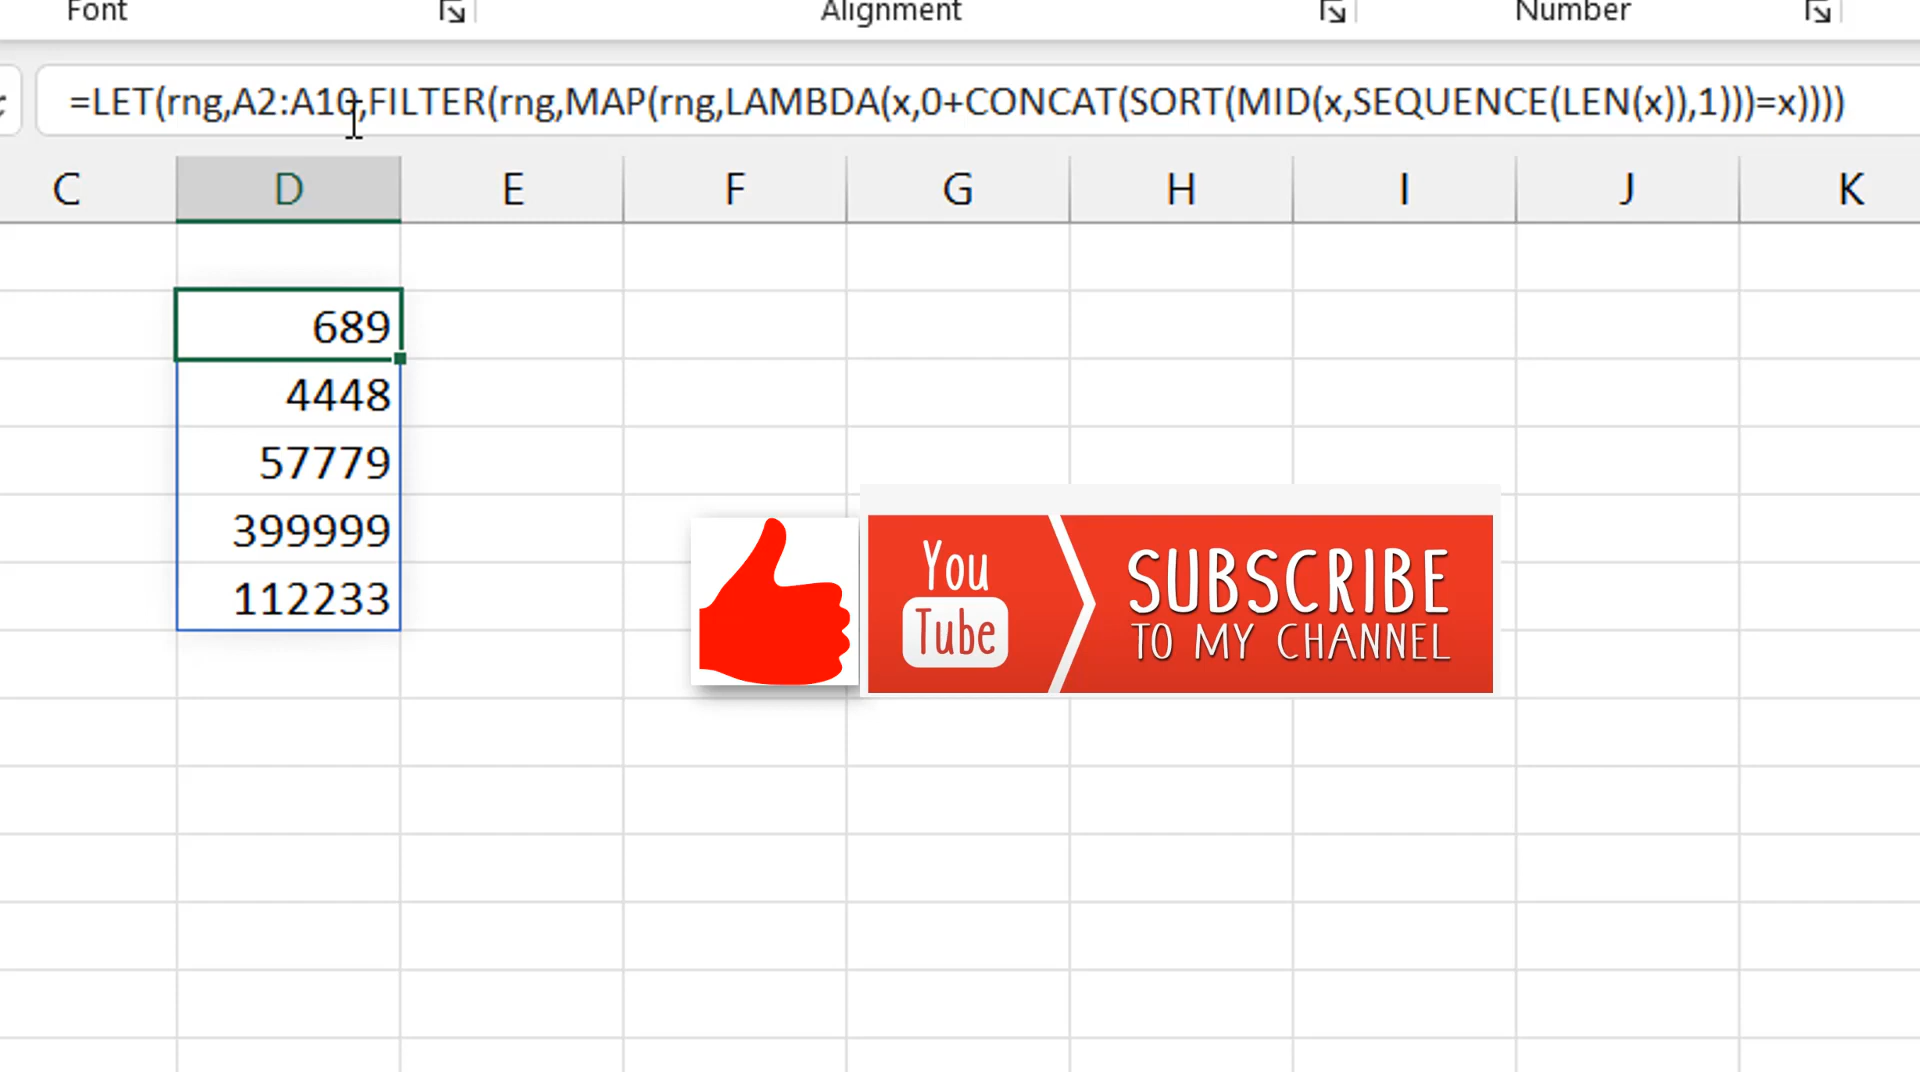 Font Alignment Number
=LET(rng,A2:A10,FILTER(rng,MAP(rng,LAMBDA(x,0+CONCAT(SORT(MID(x,SEQUENCE(LEN(x)),1)))=x))))
C D E F G H I J K
689
4448
57779
399999
112233
You
Tube
SUBSCRIBE
TO MY CHANNEL